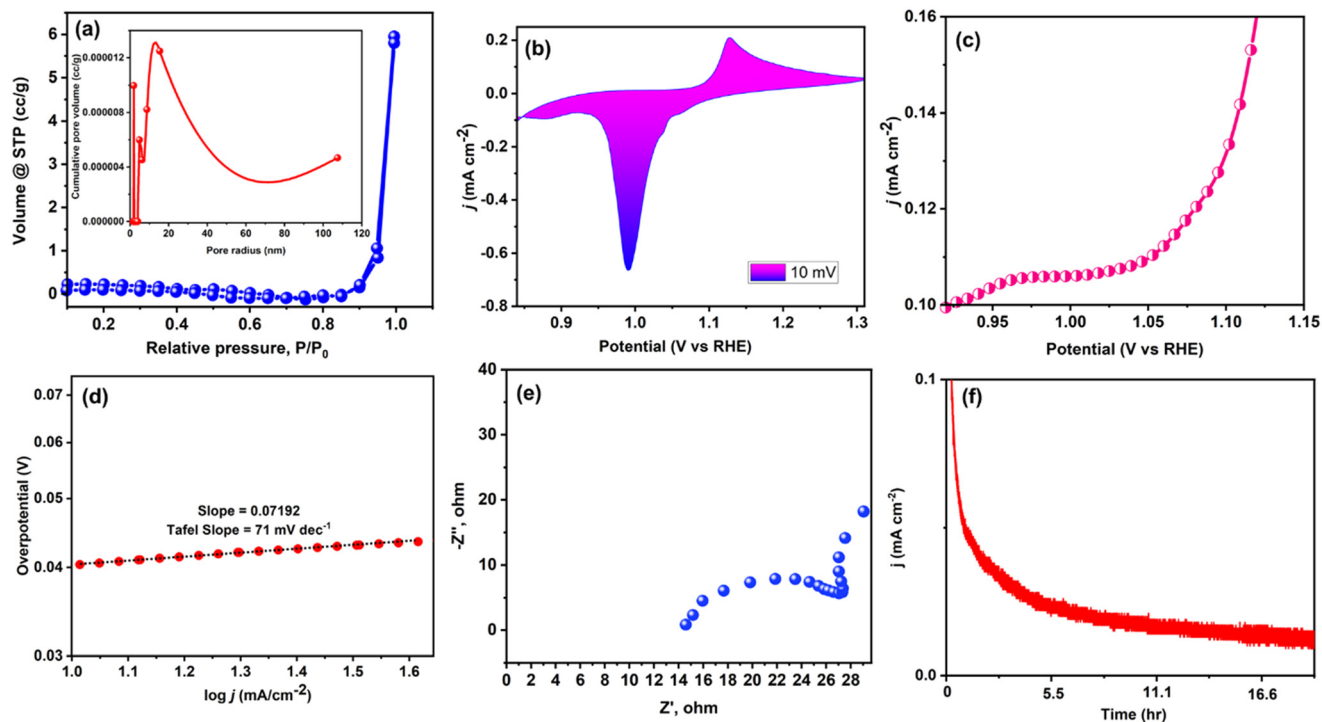 (a)
Volume @ STP (cc/g)
6
5
4
3
2
1
0
0.2 0.4 0.6 0.8 1.0
Relative pressure, P/P₀
Cumulative pore volume (cc/g)
0.000012
0.000008
0.000004
0.000000
0 20 40 60 80 100 120
Pore radius (nm)
(b)
j (mA cm⁻²)
0.2
0.0
-0.2
-0.4
-0.6
-0.8
10 mV
0.9 1.0 1.1 1.2 1.3
Potential (V vs RHE)
(c)
j (mA cm⁻²)
0.16
0.14
0.12
0.10
0.95 1.00 1.05 1.10 1.15
Potential (V vs RHE)
(d)
Overpotential (V)
0.07
0.06
0.05
0.04
0.03
Slope = 0.07192
Tafel Slope = 71 mV dec⁻¹
1.0 1.1 1.2 1.3 1.4 1.5 1.6
log j (mA/cm⁻²)
(e)
-Z'', ohm
40
30
20
10
0
0 2 4 6 8 10 12 14 16 18 20 22 24 26 28
Z', ohm
(f)
j (mA cm⁻²)
0.1
0.0
0 5.5 11.1 16.6
Time (hr)